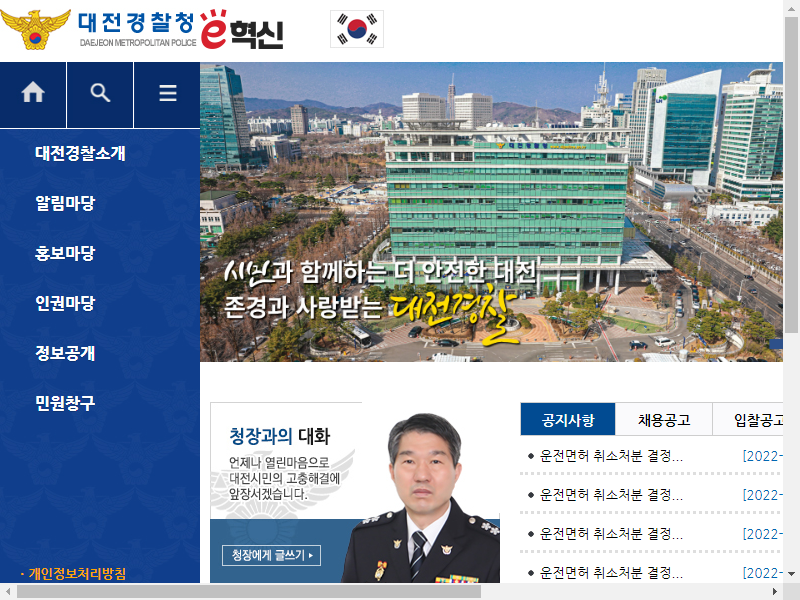 대전경찰청
DAEJEON METROPOLITAN POLICE
e혁신
대전경찰소개
알림마당
홍보마당
인권마당
정보공개
민원창구
· 개인정보처리방침
대전경찰청
시민과 함께하는 더 안전한 대전
존경과 사랑받는 대전경찰
청장과의 대화
언제나 열린마음으로
대전시민의 고충해결에
앞장서겠습니다.
청장에게 글쓰기
공지사항 채용공고 입찰공고
운전면허 취소처분 결정... [2022-
운전면허 취소처분 결정... [2022-
운전면허 취소처분 결정... [2022-
운전면허 취소처분 결정... [2022-